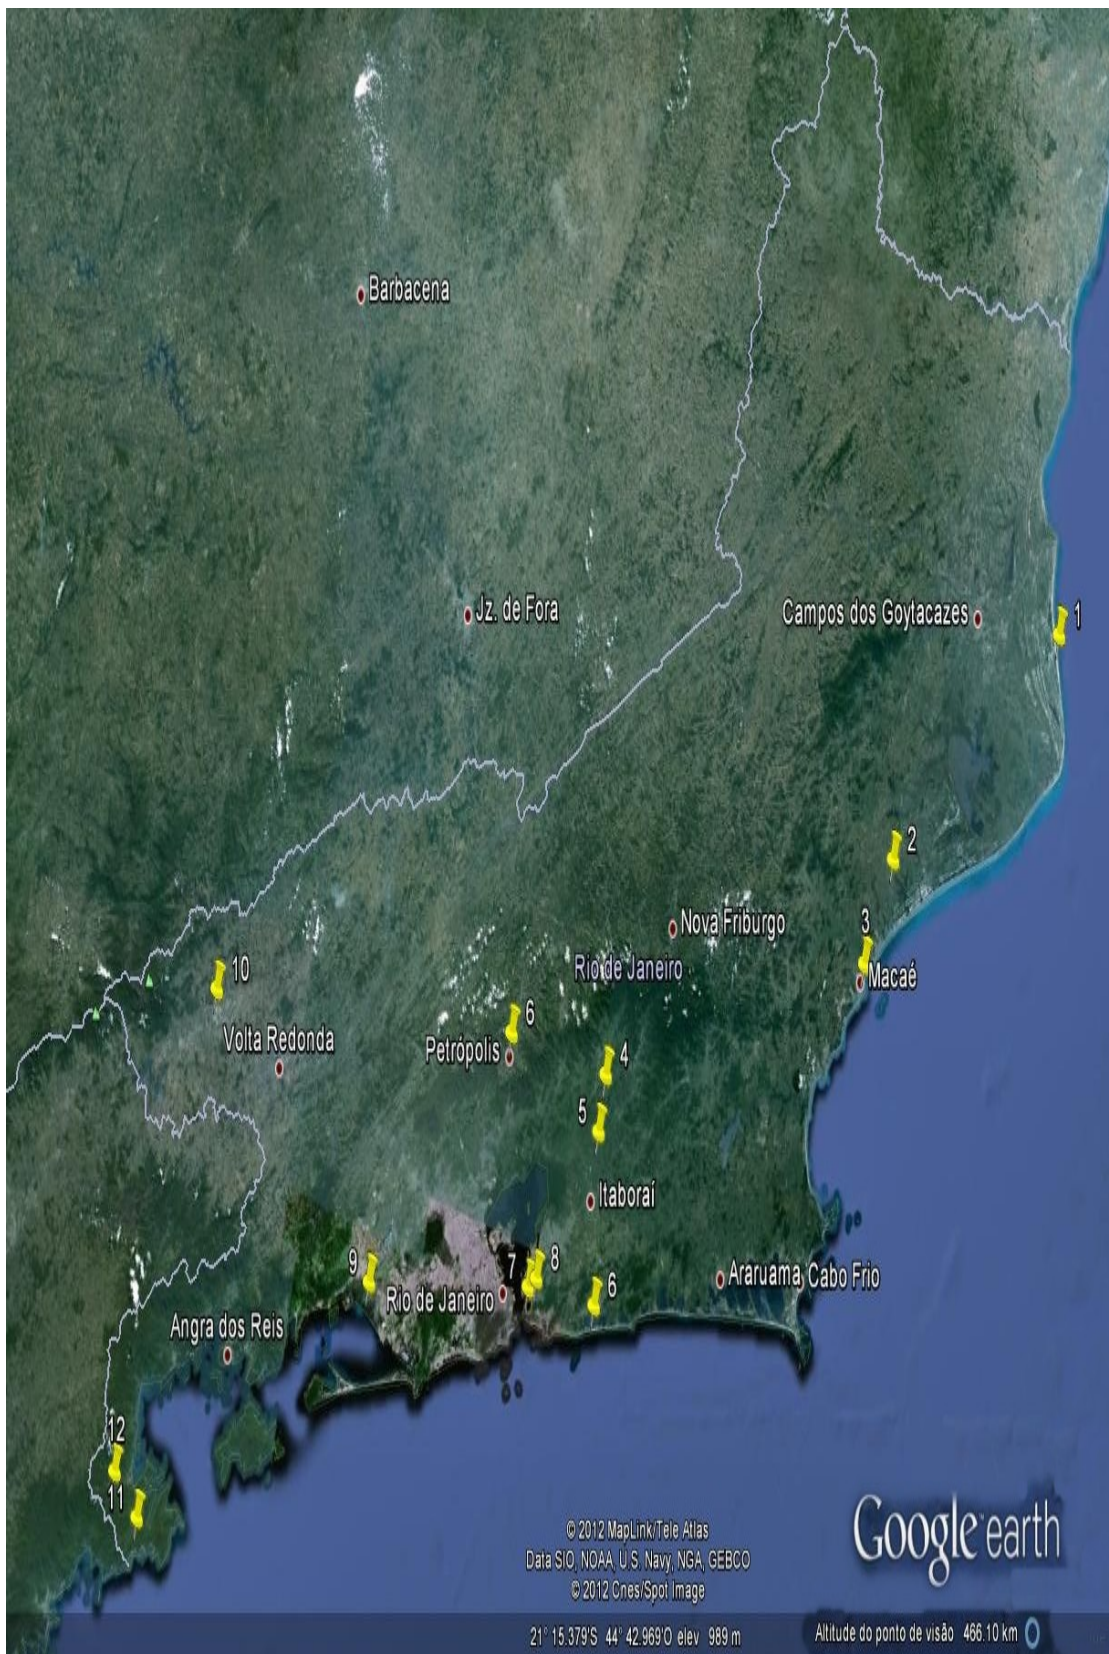 Barbacena
Jz. de Fora
Campos dos Goytacazes
1
2
Nova Friburgo
3
Rio de Janeiro
10
Macaé
6
Volta Redonda
Petrópolis
4
5
Itaboraí
9
7
8
Rio de Janeiro
6
Araruama
Cabo Frio
Angra dos Reis
12
11
Google earth
© 2012 MapLink/Tele Atlas
Data SIO, NOAA, U.S. Navy, NGA, GEBCO
© 2012 Cnes/Spot Image
21° 15.379'S 44° 42.969'O elev 989 m
Altitude do ponto de visão 466.10 km